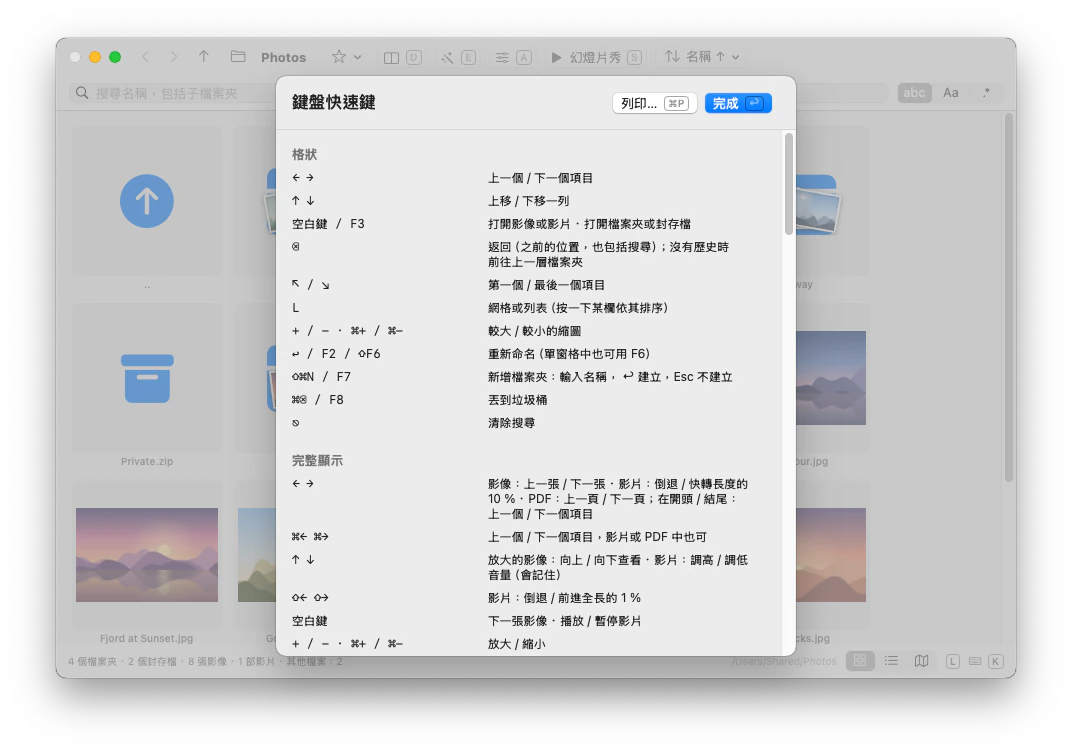 Photos
D
E
A
幻燈片秀 S
名稱
搜尋名稱，包括子檔案夾
abc
Aa
.*
鍵盤快速鍵
列印… ⌘P
完成 ↩
格狀
← → 上一個 / 下一個項目
↑ ↓ 上移 / 下移一列
空白鍵 / F3 打開影像或影片 · 打開檔案夾或封存檔
⌫ 返回 (之前的位置，也包括搜尋)；沒有歷史時
前往上一層檔案夾
↖ / ↘ 第一個 / 最後一個項目
L 網格或列表 (按一下某欄依其排序)
+ / − · ⌘+ / ⌘− 較大 / 較小的縮圖
↩ / F2 / ⇧F6 重新命名 (單窗格中也可用 F6)
⇧⌘N / F7 新增檔案夾：輸入名稱， ↩ 建立，Esc 不建立
⌘⌫ / F8 丟到垃圾桶
⎋ 清除搜尋
完整顯示
← → 影像：上一張 / 下一張 · 影片：倒退 / 快轉長度的
10 % · PDF：上一頁 / 下一頁；在開頭 / 結尾：
上一個 / 下一個項目
⌘← ⌘→ 上一個 / 下一個項目，影片或 PDF 中也可
↑ ↓ 放大的影像：向上 / 向下查看 · 影片：調高 / 調低
音量 (會記住)
⇧← ⇧→ 影片：倒退 / 前進全長的 1 %
空白鍵 下一張影像 · 播放 / 暫停影片
+ / − · ⌘+ / ⌘− 放大 / 縮小
..
way
Private.zip
our.jpg
Fjord at Sunset.jpg
cks.jpg
4 個檔案夾 · 2 個封存檔 · 8 張影像 · 1 部影片 · 其他檔案：2
/Users/Shared/Photos
L
K